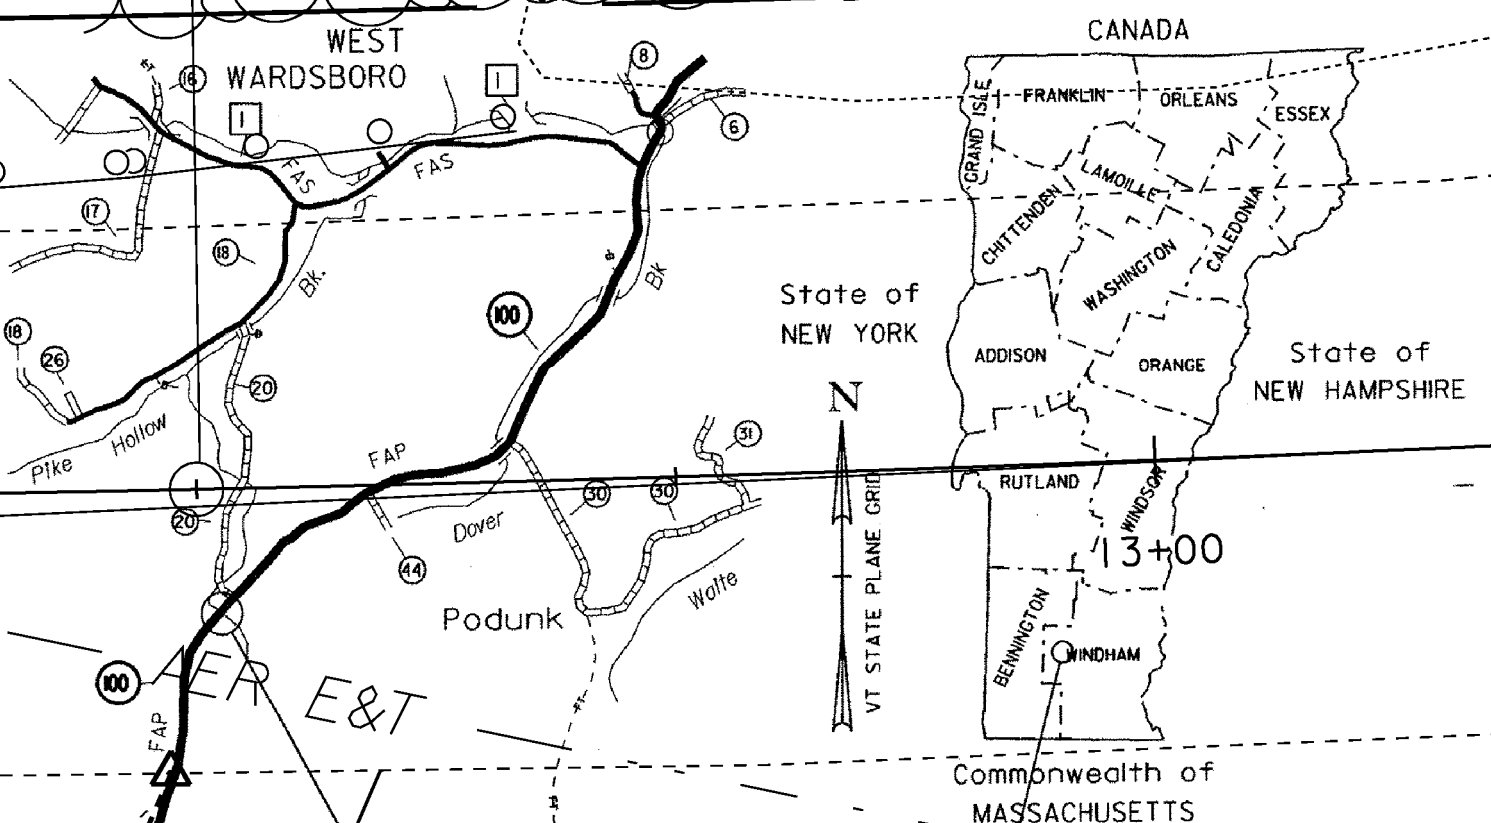 CANADA
WEST
WARDSBORO
8
16
1
1
6
GRAND ISLE
FRANKLIN
ORLEANS
ESSEX
FAS
FAS
LAMOILLE
17
CHITTENDEN
CALEDONIA
18
Bk.
Bk
WASHINGTON
100
State of
NEW YORK
18
26
ADDISON
ORANGE
State of
NEW HAMPSHIRE
20
N
Pike
Hollow
FAP
31
20
30
30
RUTLAND
WINDSOR
Dover
44
13+00
Podunk
Waite
VT STATE PLANE GRID
BENNINGTON
WINDHAM
100
AER E&T
FAP
Commonwealth of
MASSACHUSETTS